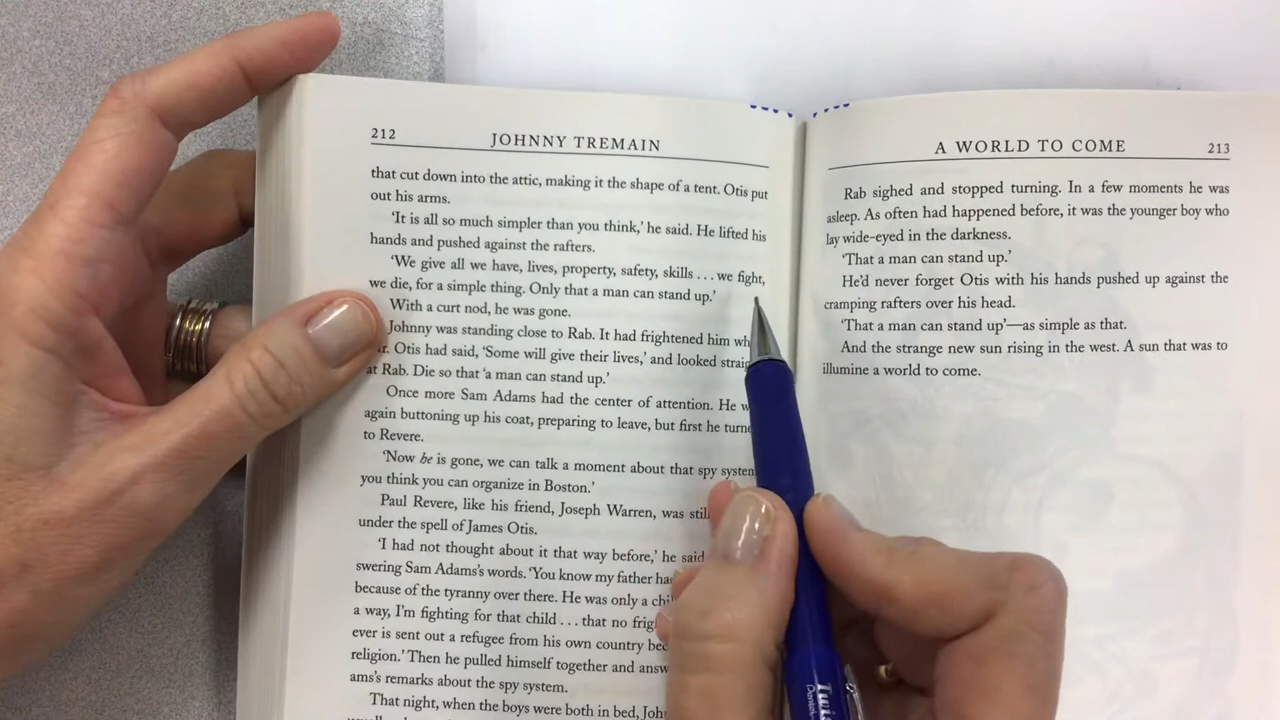 212
JOHNNY TREMAIN
that cut down into the attic, making it the shape of a tent. Otis put
out his arms.
‘It is all so much simpler than you think,’ he said. He lifted his
hands and pushed against the rafters.
‘We give all we have, lives, property, safety, skills . . . we fight,
we die, for a simple thing. Only that a man can stand up.’
With a curt nod, he was gone.
Johnny was standing close to Rab. It had frightened him
Otis had said, ‘Some will give their lives,’ and looked
at Rab. Die so that ‘a man can stand up.’
Once more Sam Adams had the center of attention. He
again buttoning up his coat, preparing to leave, but first he
to Revere.
‘Now he is gone, we can talk a moment about that spy system
you think you can organize in Boston.’
Paul Revere, like his friend, Joseph Warren, was still
under the spell of James Otis.
‘I had not thought about it that way before,’ he said
swering Sam Adams’s words. ‘You know my father
because of the tyranny over there. He was only a
a way, I’m fighting for that child . . . that no
ever is sent out a refugee from his own country
religion.’ Then he pulled himself together and
ams’s remarks about the spy system.
That night, when the boys were both in bed,
A WORLD TO COME
213
Rab sighed and stopped turning. In a few moments he was
asleep. As often had happened before, it was the younger boy who
lay wide-eyed in the darkness.
‘That a man can stand up.’
He’d never forget Otis with his hands pushed up against the
cramping rafters over his head.
‘That a man can stand up’—as simple as that.
And the strange new sun rising in the west. A sun that was to
illumine a world to come.